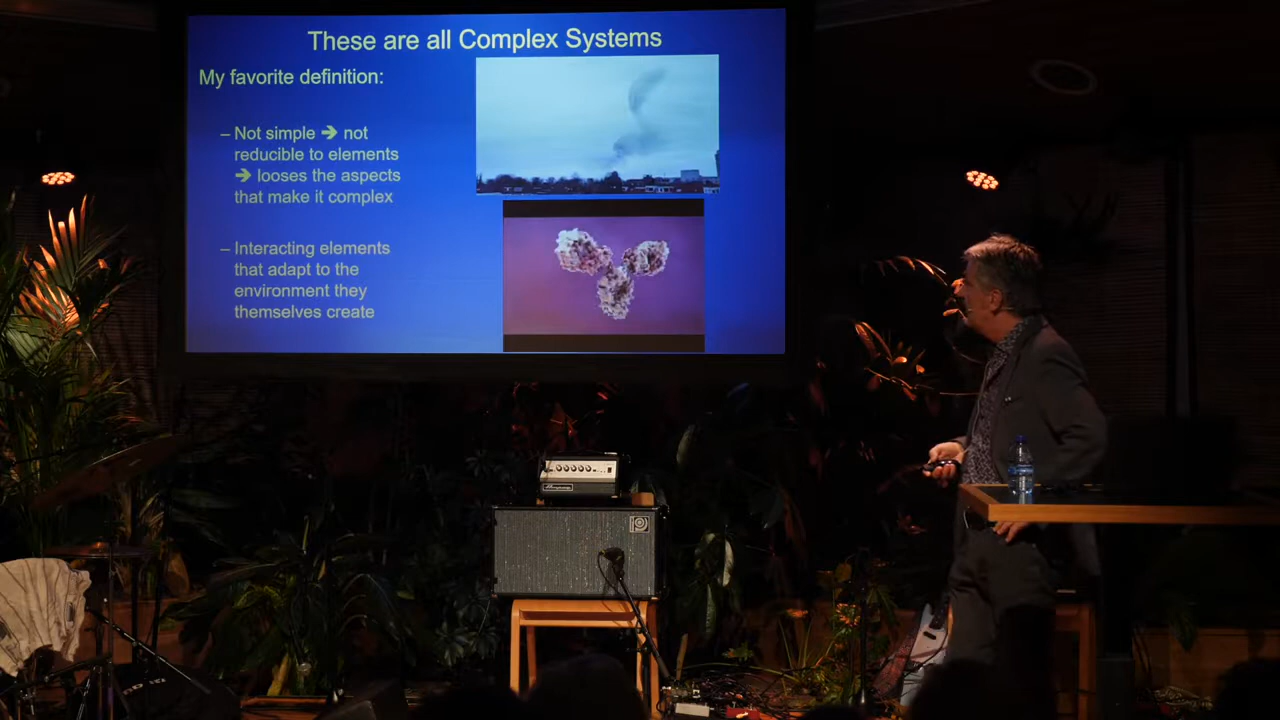 These are all Complex Systems
My favorite definition:
– Not simple ➔ not
reducible to elements
➔ looses the aspects
that make it complex
– Interacting elements
that adapt to the
environment they
themselves create